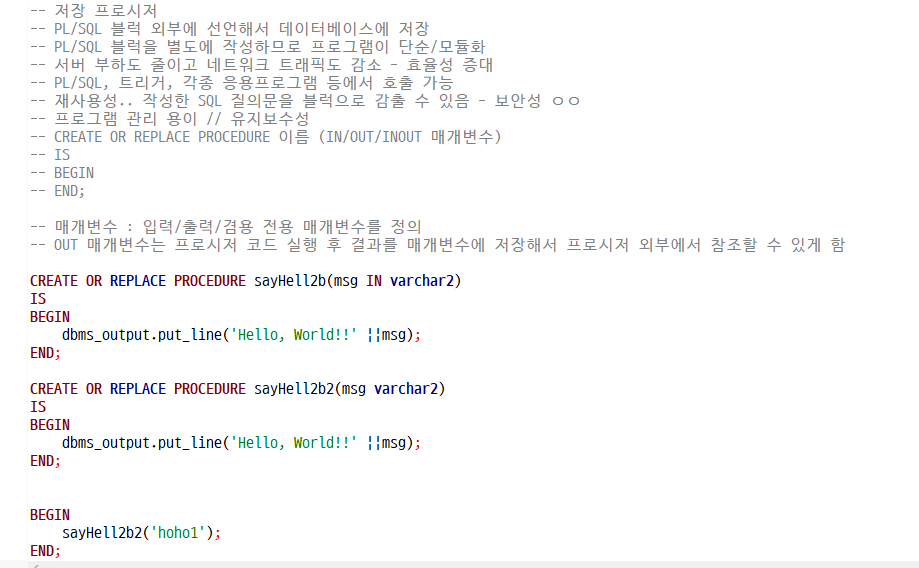 -- 저장 프로시저
-- PL/SQL 블럭 외부에 선언해서 데이터베이스에 저장
-- PL/SQL 블럭을 별도에 작성하므로 프로그램이 단순/모듈화
-- 서버 부하도 줄이고 네트워크 트래픽도 감소 - 효율성 증대
-- PL/SQL, 트리거, 각종 응용프로그램 등에서 호출 가능
-- 재사용성.. 작성한 SQL 질의문을 블럭으로 감출 수 있음 - 보안성 ㅇㅇ
-- 프로그램 관리 용이 // 유지보수성
-- CREATE OR REPLACE PROCEDURE 이름 (IN/OUT/INOUT 매개변수)
-- IS
-- BEGIN
-- END;
-- 매개변수 : 입력/출력/겸용 전용 매개변수를 정의
-- OUT 매개변수는 프로시저 코드 실행 후 결과를 매개변수에 저장해서 프로시저 외부에서 참조할 수 있게 함
CREATE OR REPLACE PROCEDURE sayHell2b(msg IN varchar2)
IS
BEGIN
    dbms_output.put_line('Hello, World!!' ||msg);
END;
CREATE OR REPLACE PROCEDURE sayHell2b2(msg varchar2)
IS
BEGIN
    dbms_output.put_line('Hello, World!!' ||msg);
END;
BEGIN
    sayHell2b2('hoho1');
END;